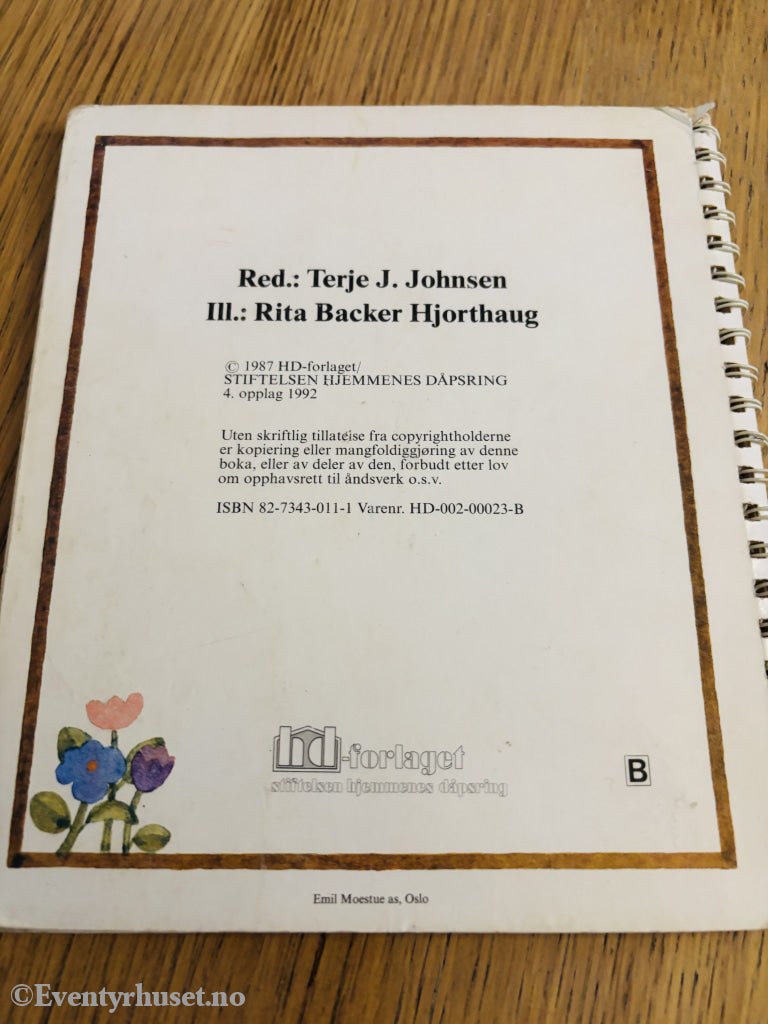 Red.: Terje J. Johnsen
Ill.: Rita Backer Hjorthaug
© 1987 HD-forlaget/
STIFTELSEN HJEMMENES DÅPSRING
4. opplag 1992
Uten skriftlig tillatelse fra copyrightholderne
er kopiering eller mangfoldiggjøring av denne
boka, eller av deler av den, forbudt etter lov
om opphavsrett til åndsverk o.s.v.
ISBN 82-7343-011-1 Varenr. HD-002-00023-B
hd-forlaget
stiftelsen hjemmenes dåpsring
B
Emil Moestue as, Oslo
©Eventyrhuset.no